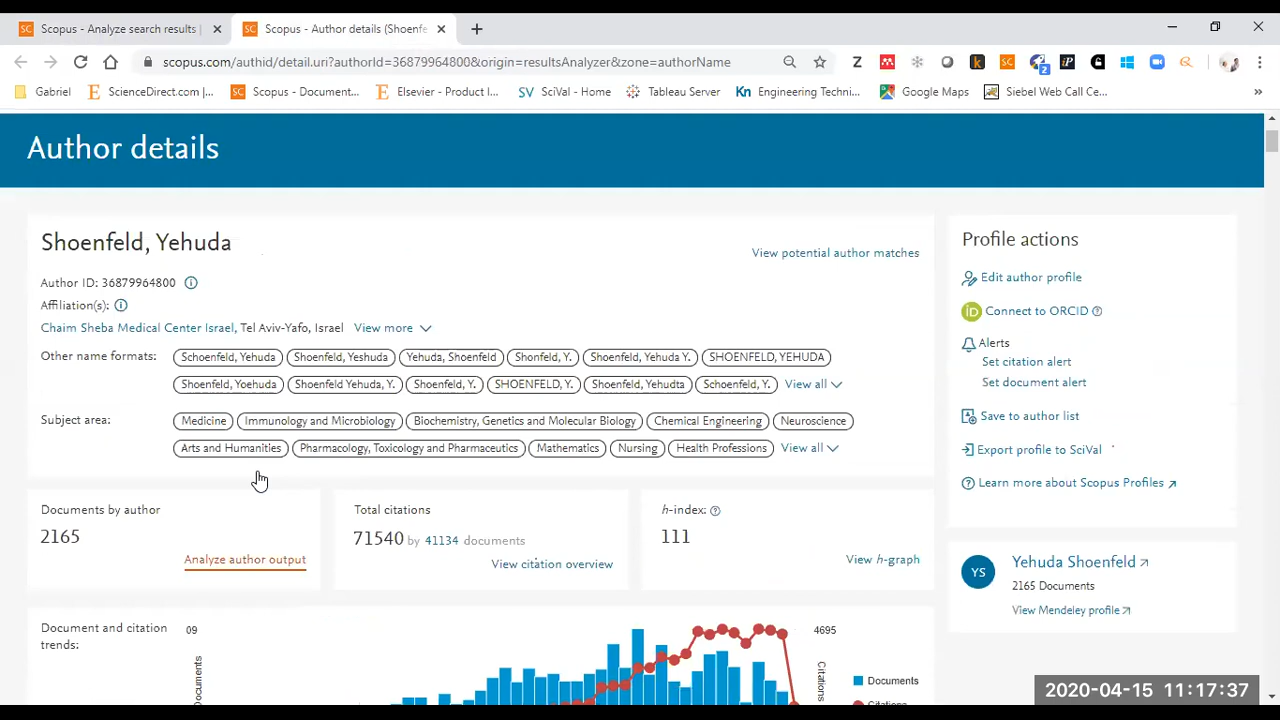 Scopus - Analyze search results |
Scopus - Author details (Shoenfe
scopus.com/authid/detail.uri?authorId=36879964800&origin=resultsAnalyzer&zone=authorName
Gabriel
ScienceDirect.com |...
Scopus - Document...
Elsevier - Product I...
SciVal - Home
Tableau Server
Engineering Techni...
Google Maps
Siebel Web Call Ce...
Author details
Shoenfeld, Yehuda
View potential author matches
Author ID: 36879964800
Affiliation(s):
Chaim Sheba Medical Center Israel, Tel Aviv-Yafo, Israel View more
Other name formats:
Schoenfeld, Yehuda Shoenfeld, Yeshuda Yehuda, Shoenfeld Shonfeld, Y. Shoenfeld, Yehuda Y. SHOENFELD, YEHUDA
Shoenfeld, Yoehuda Shoenfeld Yehuda, Y. Shoenfeld, Y. SHOENFELD, Y. Shoenfeld, Yehudta Schoenfeld, Y. View all
Subject area:
Medicine Immunology and Microbiology Biochemistry, Genetics and Molecular Biology Chemical Engineering Neuroscience
Arts and Humanities Pharmacology, Toxicology and Pharmaceutics Mathematics Nursing Health Professions View all
Documents by author
2165
Analyze author output
Total citations
71540 by 41134 documents
View citation overview
h-index:
111
View h-graph
Document and citation
trends:
09
Documents
4695
Citations
Documents
Citations
Profile actions
Edit author profile
Connect to ORCID
Alerts
Set citation alert
Set document alert
Save to author list
Export profile to SciVal
Learn more about Scopus Profiles
YS
Yehuda Shoenfeld
2165 Documents
View Mendeley profile
2020-04-15 11:17:37